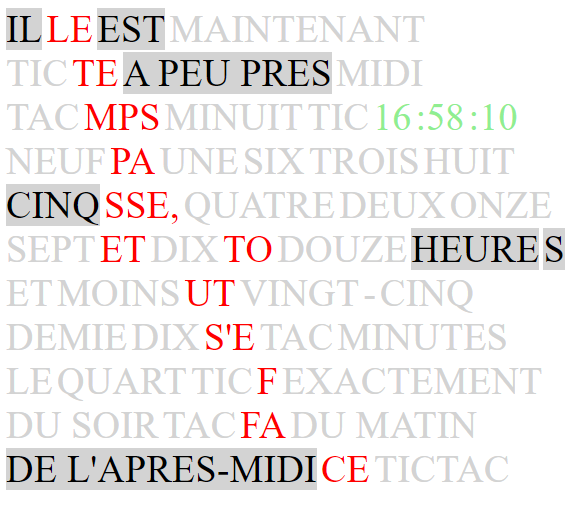 IL LE EST MAINTENANT
TIC TE A PEU PRES MIDI
TAC MPS MINUIT TIC 16:58:10
NEUF PA UNE SIX TROIS HUIT
CINQ SSE, QUATRE DEUX ONZE
SEPT ET DIX TO DOUZE HEURE S
ET MOINS UT VINGT - CINQ
DEMIE DIX S'E TAC MINUTES
LE QUART TIC F EXACTEMENT
DU SOIR TAC FA DU MATIN
DE L'APRES-MIDI CE TICTAC